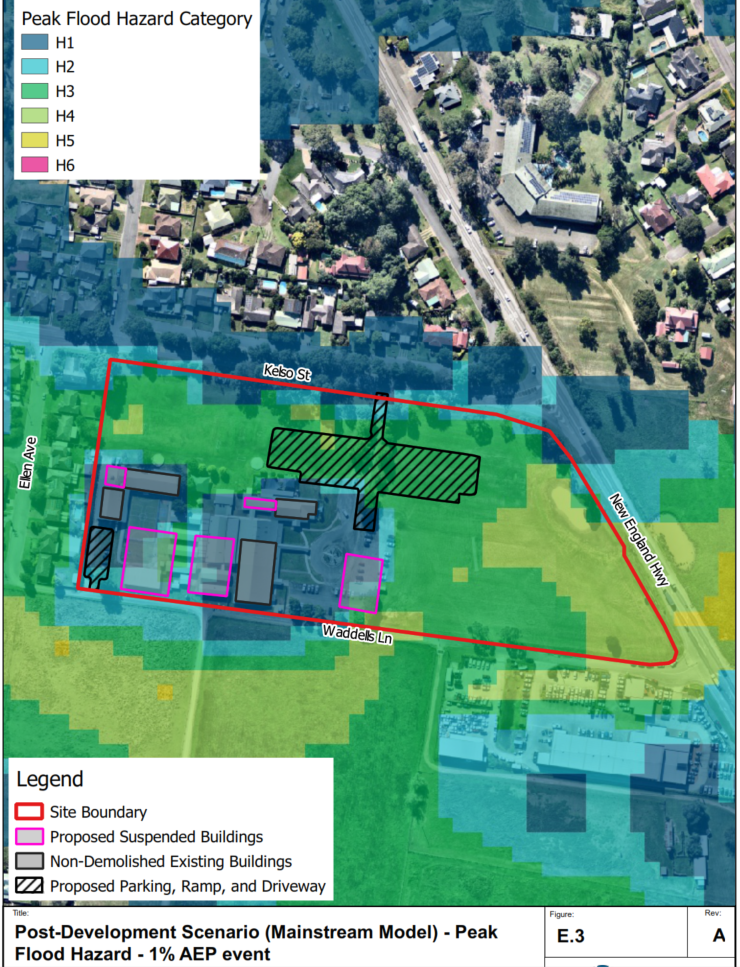 Peak Flood Hazard Category
H1
H2
H3
H4
H5
H6
Kelso St
Ellen Ave
New England Hwy
Waddells Ln
Legend
Site Boundary
Proposed Suspended Buildings
Non-Demolished Existing Buildings
Proposed Parking, Ramp, and Driveway
Title:
Post-Development Scenario (Mainstream Model) - Peak
Flood Hazard - 1% AEP event
Figure:
E.3
Rev:
A